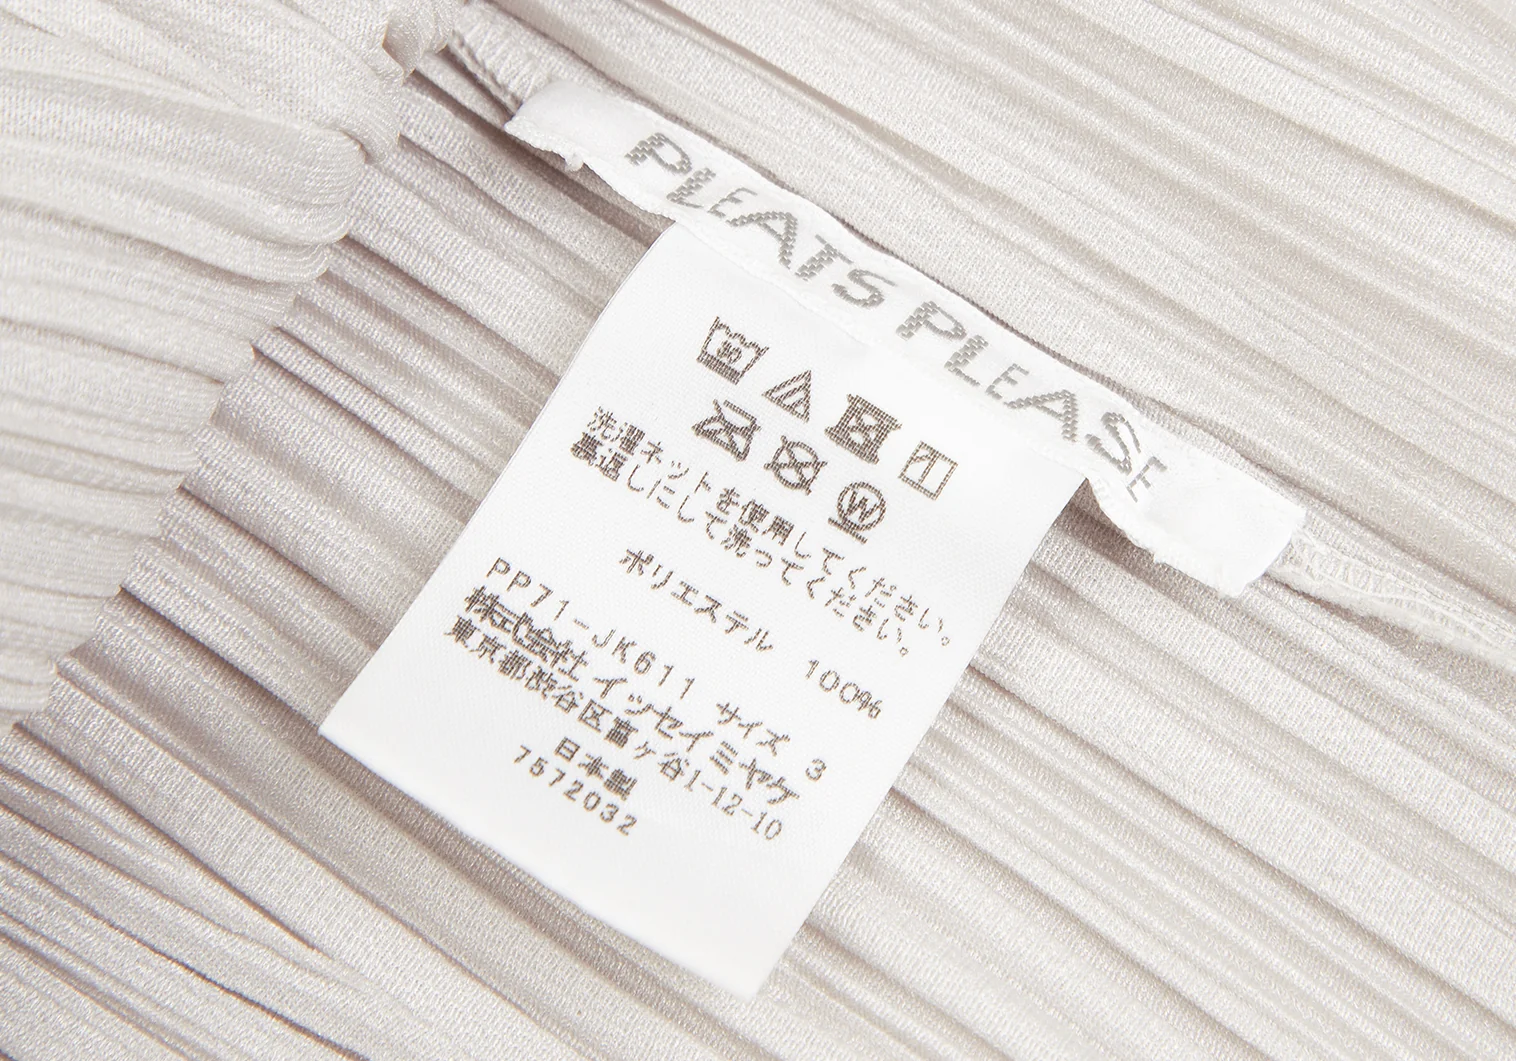 PLEATS PLEASE
30
W
洗濯ネットを使用してください。
裏返しにして洗ってください。
ポリエステル 100%
PP71-JK611 サイズ 3
株式会社イッセイミヤケ
東京都渋谷区富ヶ谷1-12-10
日本製
7572032